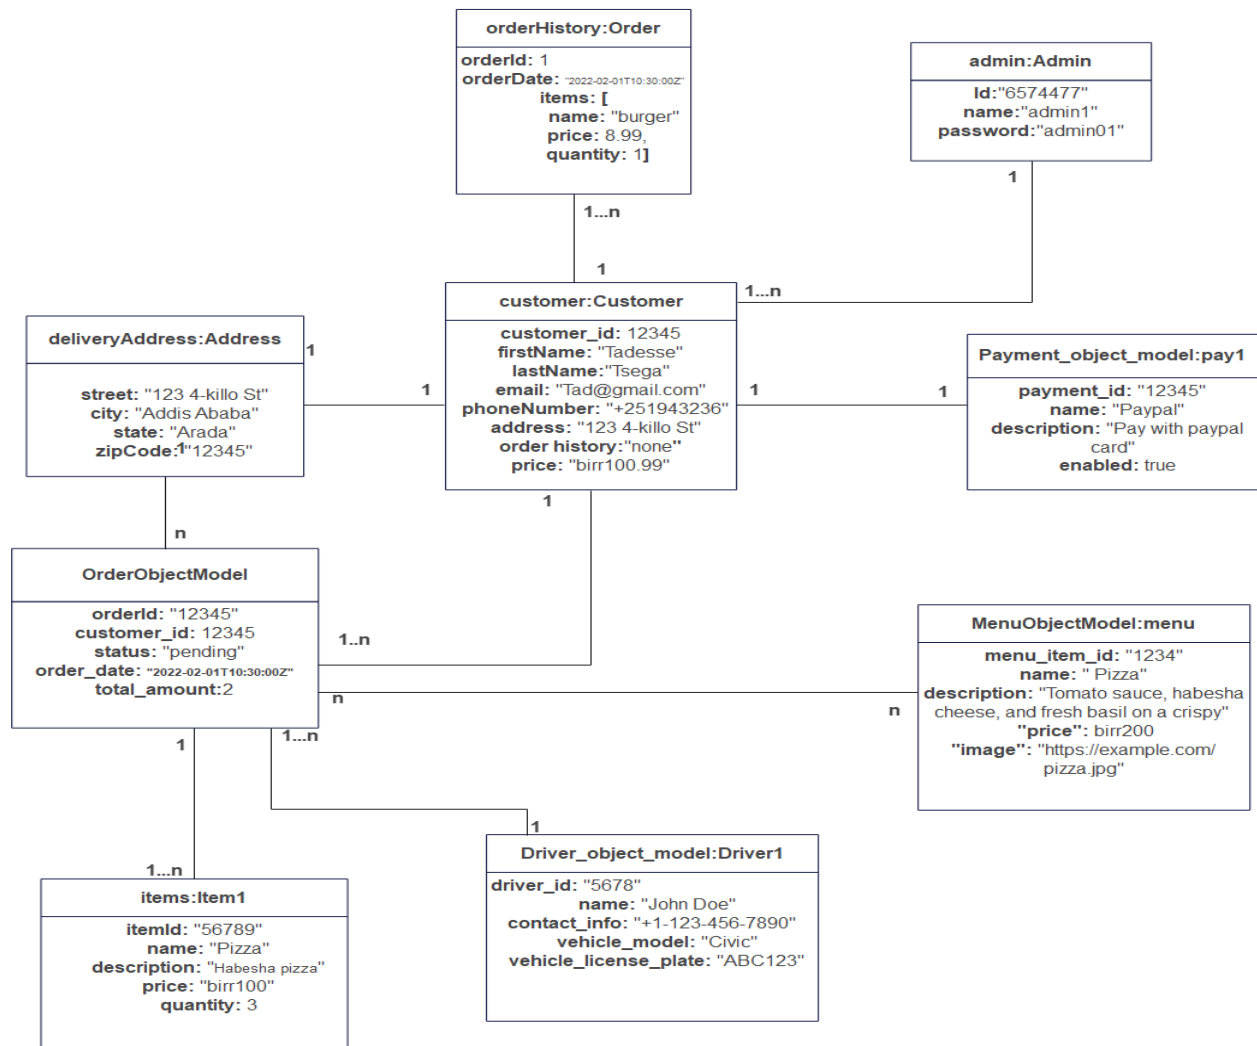 orderHistory:Order
orderId: 1
orderDate: "2022-02-01T10:30:00Z"
items: [
name: "burger"
price: 8.99,
quantity: 1]
admin:Admin
Id:"6574477"
name:"admin1"
password:"admin01"
1
1...n
1
1...n
customer:Customer
customer_id: 12345
firstName: "Tadesse"
lastName:"Tsega"
email: "Tad@gmail.com"
phoneNumber: "+251943236"
address: "123 4-killo St"
order history:"none"
price: "birr100.99"
deliveryAddress:Address
street: "123 4-killo St"
city: "Addis Ababa"
state: "Arada"
zipCode: "12345"
1
1
1
1
1
Payment_object_model:pay1
payment_id: "12345"
name: "Paypal"
description: "Pay with paypal
card"
enabled: true
1
n
OrderObjectModel
orderId: "12345"
customer_id: 12345
status: "pending"
order_date: "2022-02-01T10:30:00Z"
total_amount:2
1..n
n
n
MenuObjectModel:menu
menu_item_id: "1234"
name: " Pizza"
description: "Tomato sauce, habesha
cheese, and fresh basil on a crispy"
"price": birr200
"image": "https://example.com/
pizza.jpg"
1
1...n
1...n
1
items:Item1
itemId: "56789"
name: "Pizza"
description: "Habesha pizza"
price: "birr100"
quantity: 3
Driver_object_model:Driver1
driver_id: "5678"
name: "John Doe"
contact_info: "+1-123-456-7890"
vehicle_model: "Civic"
vehicle_license_plate: "ABC123"